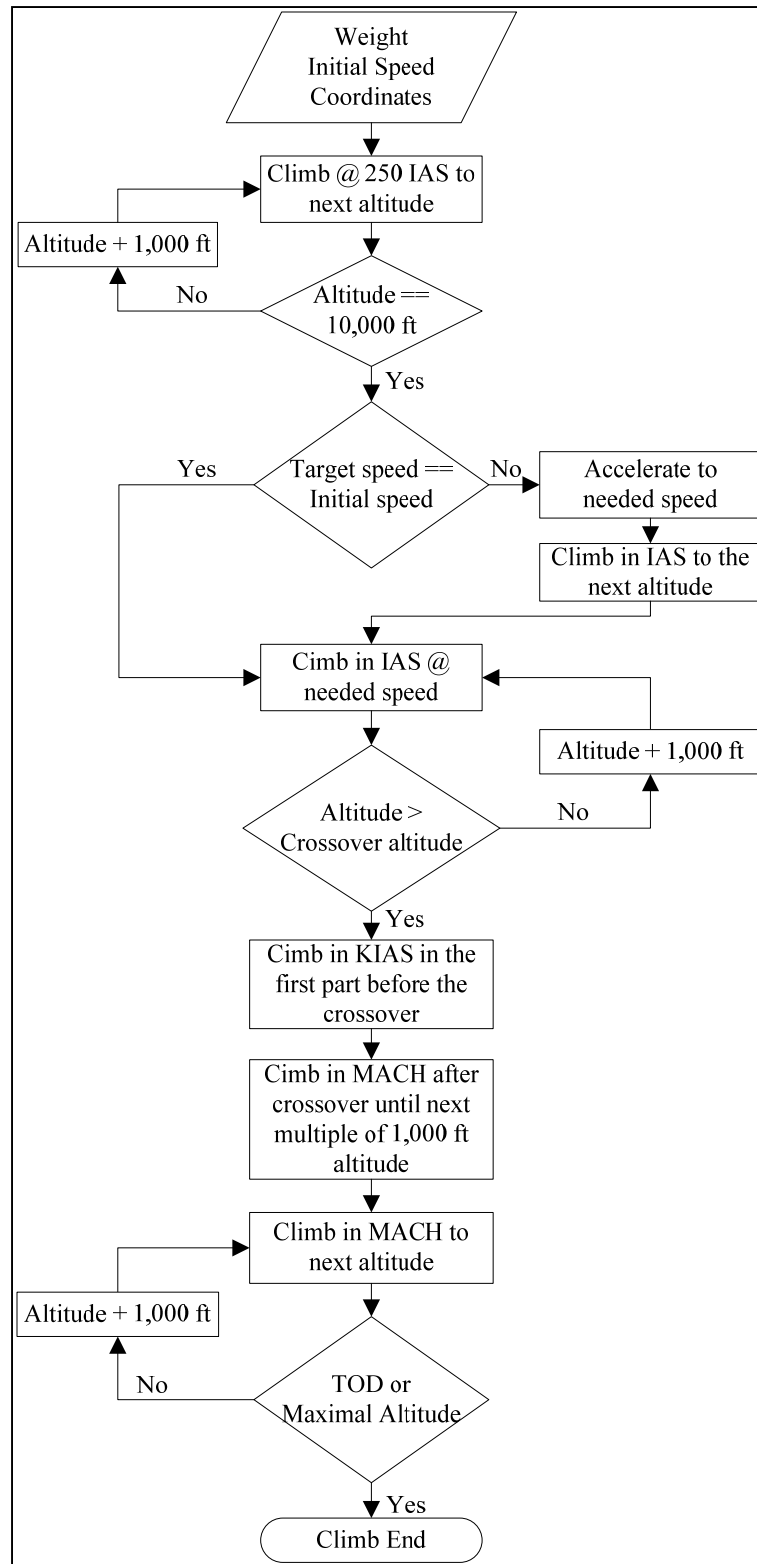 Weight
Initial Speed
Coordinates
Climb @ 250 IAS to
next altitude
Altitude + 1,000 ft
No
Altitude ==
10,000 ft
Yes
Yes
Target speed ==
Initial speed
No
Accelerate to
needed speed
Climb in IAS to the
next altitude
Cimb in IAS @
needed speed
Altitude + 1,000 ft
Altitude >
Crossover altitude
No
Yes
Cimb in KIAS in the
first part before the
crossover
Cimb in MACH after
crossover until next
multiple of 1,000 ft
altitude
Climb in MACH to
next altitude
Altitude + 1,000 ft
No
TOD or
Maximal Altitude
Yes
Climb End